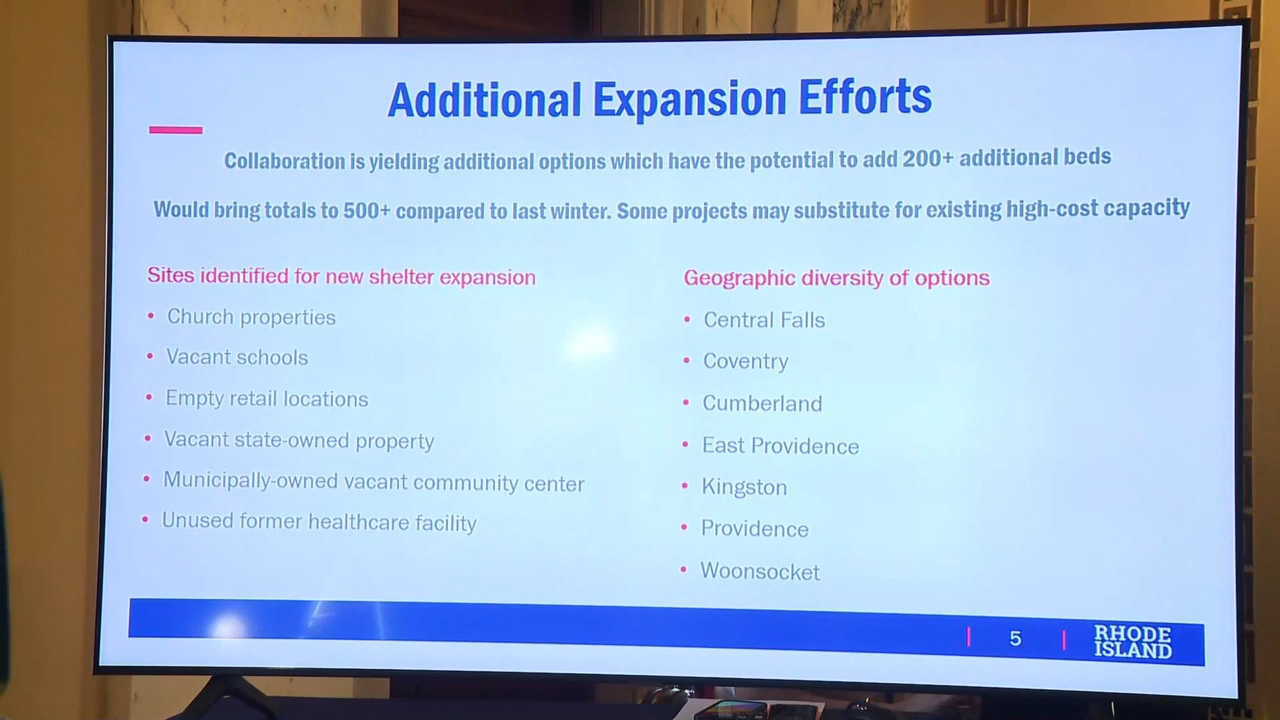 Additional Expansion Efforts
Collaboration is yielding additional options which have the potential to add 200+ additional beds
Would bring totals to 500+ compared to last winter. Some projects may substitute for existing high-cost capacity
Sites identified for new shelter expansion
• Church properties
• Vacant schools
• Empty retail locations
• Vacant state-owned property
• Municipally-owned vacant community center
• Unused former healthcare facility
Geographic diversity of options
• Central Falls
• Coventry
• Cumberland
• East Providence
• Kingston
• Providence
• Woonsocket
5
RHODE
ISLAND